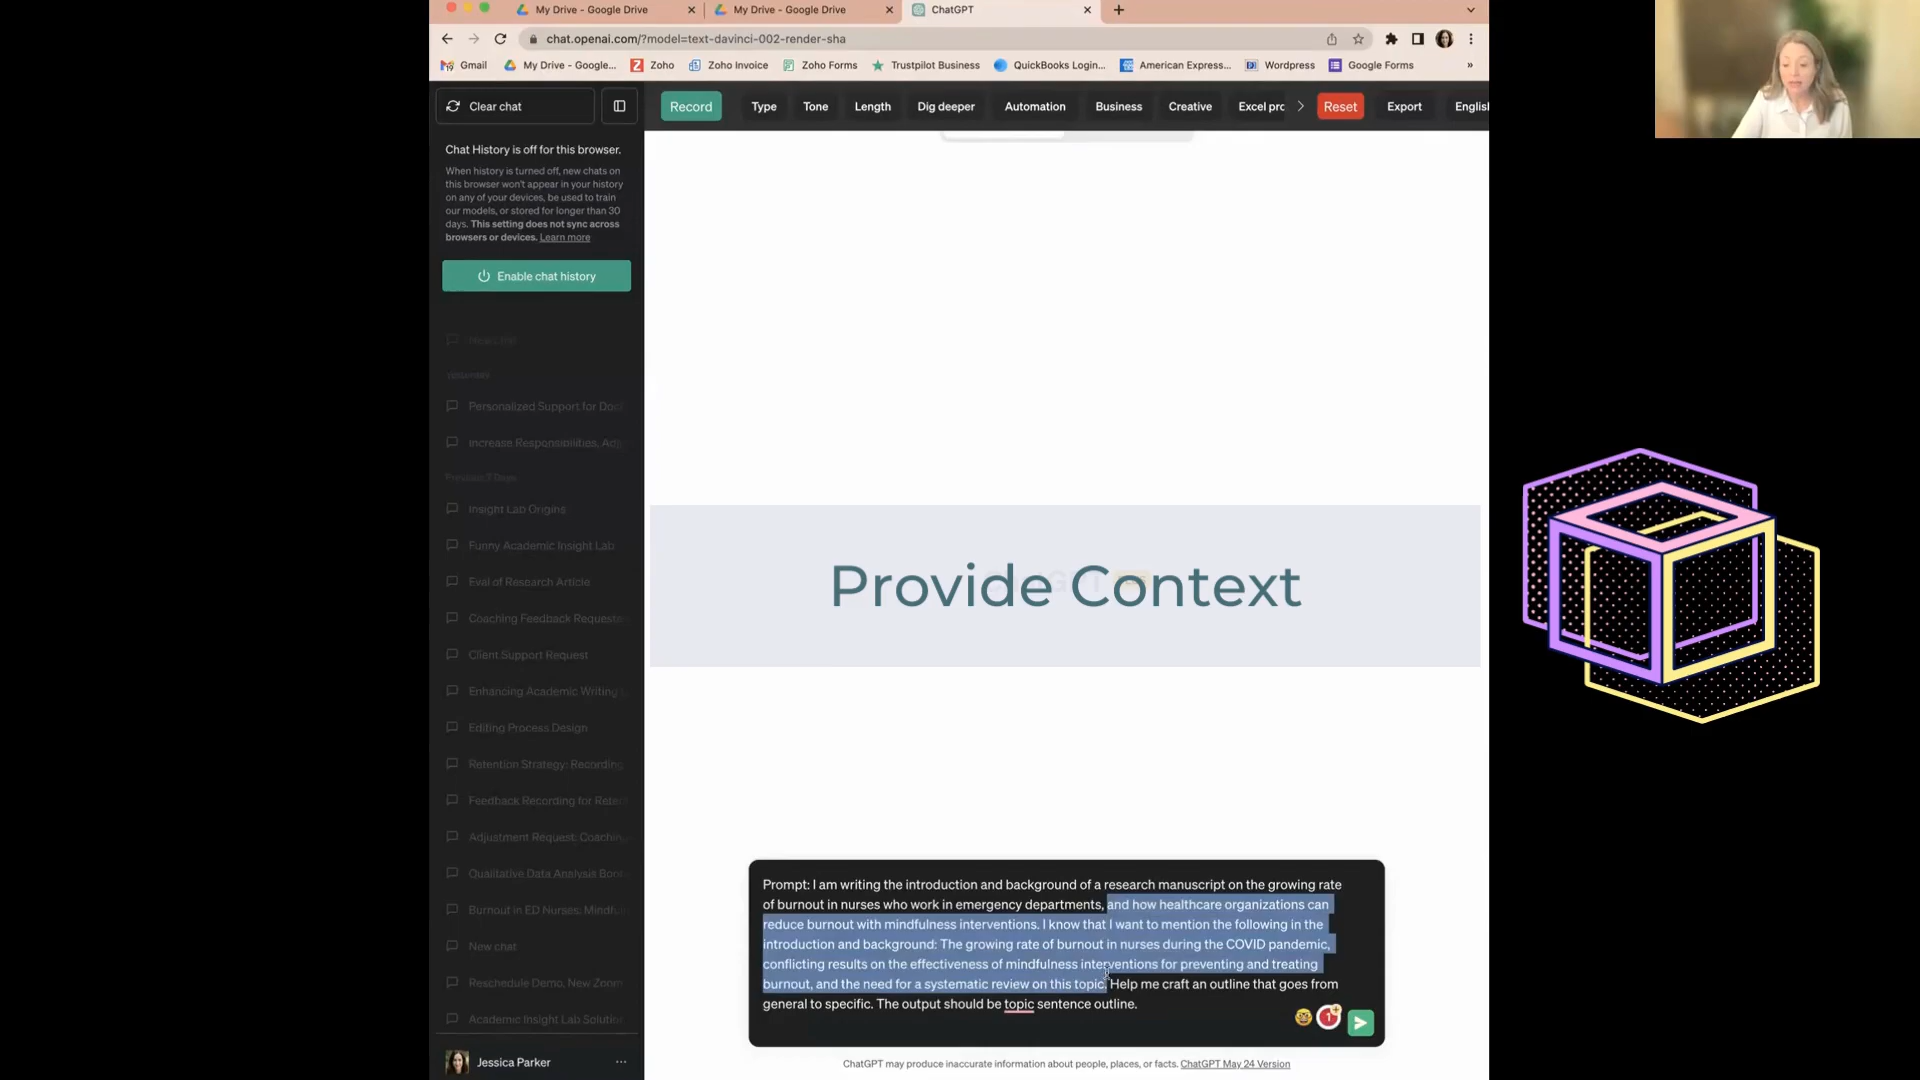 My Drive - Google Drive
My Drive - Google Drive
ChatGPT
chat.openai.com/?model=text-davinci-002-render-sha
Gmail
My Drive - Google...
Zoho
Zoho Invoice
Zoho Forms
Trustpilot Business
QuickBooks Login...
American Express...
Wordpress
Google Forms
»
Clear chat
Record
Type
Tone
Length
Dig deeper
Automation
Business
Creative
Excel prc
Reset
Export
English
Chat History is off for this browser.
When history is turned off, new chats on
this browser won't appear in your history
on any of your devices, be used to train
our models, or stored for longer than 30
days. This setting does not sync across
browsers or devices. Learn more
Enable chat history
New chat
Yesterday
Personalized Support for Doc
Increase Responsibilities, Adj
Previous 7 Days
Insight Lab Origins
Funny Academic Insight Lab
Eval of Research Article
Coaching Feedback Requesta
Client Support Request
Enhancing Academic Writing
Editing Process Design
Retention Strategy: Recording
Feedback Recording for Reten
Adjustment Request: Coachin
Qualitative Data Analysis Book
Burnout in ED Nurses: Mindfu
New chat
Reschedule Demo, New Zoom
Academic Insight Lab Solution
Jessica Parker
Provide Context
Prompt: I am writing the introduction and background of a research manuscript on the growing rate
of burnout in nurses who work in emergency departments, and how healthcare organizations can
reduce burnout with mindfulness interventions. I know that I want to mention the following in the
introduction and background: The growing rate of burnout in nurses during the COVID pandemic,
conflicting results on the effectiveness of mindfulness interventions for preventing and treating
burnout, and the need for a systematic review on this topic. Help me craft an outline that goes from
general to specific. The output should be topic sentence outline.
1
ChatGPT may produce inaccurate information about people, places, or facts. ChatGPT May 24 Version